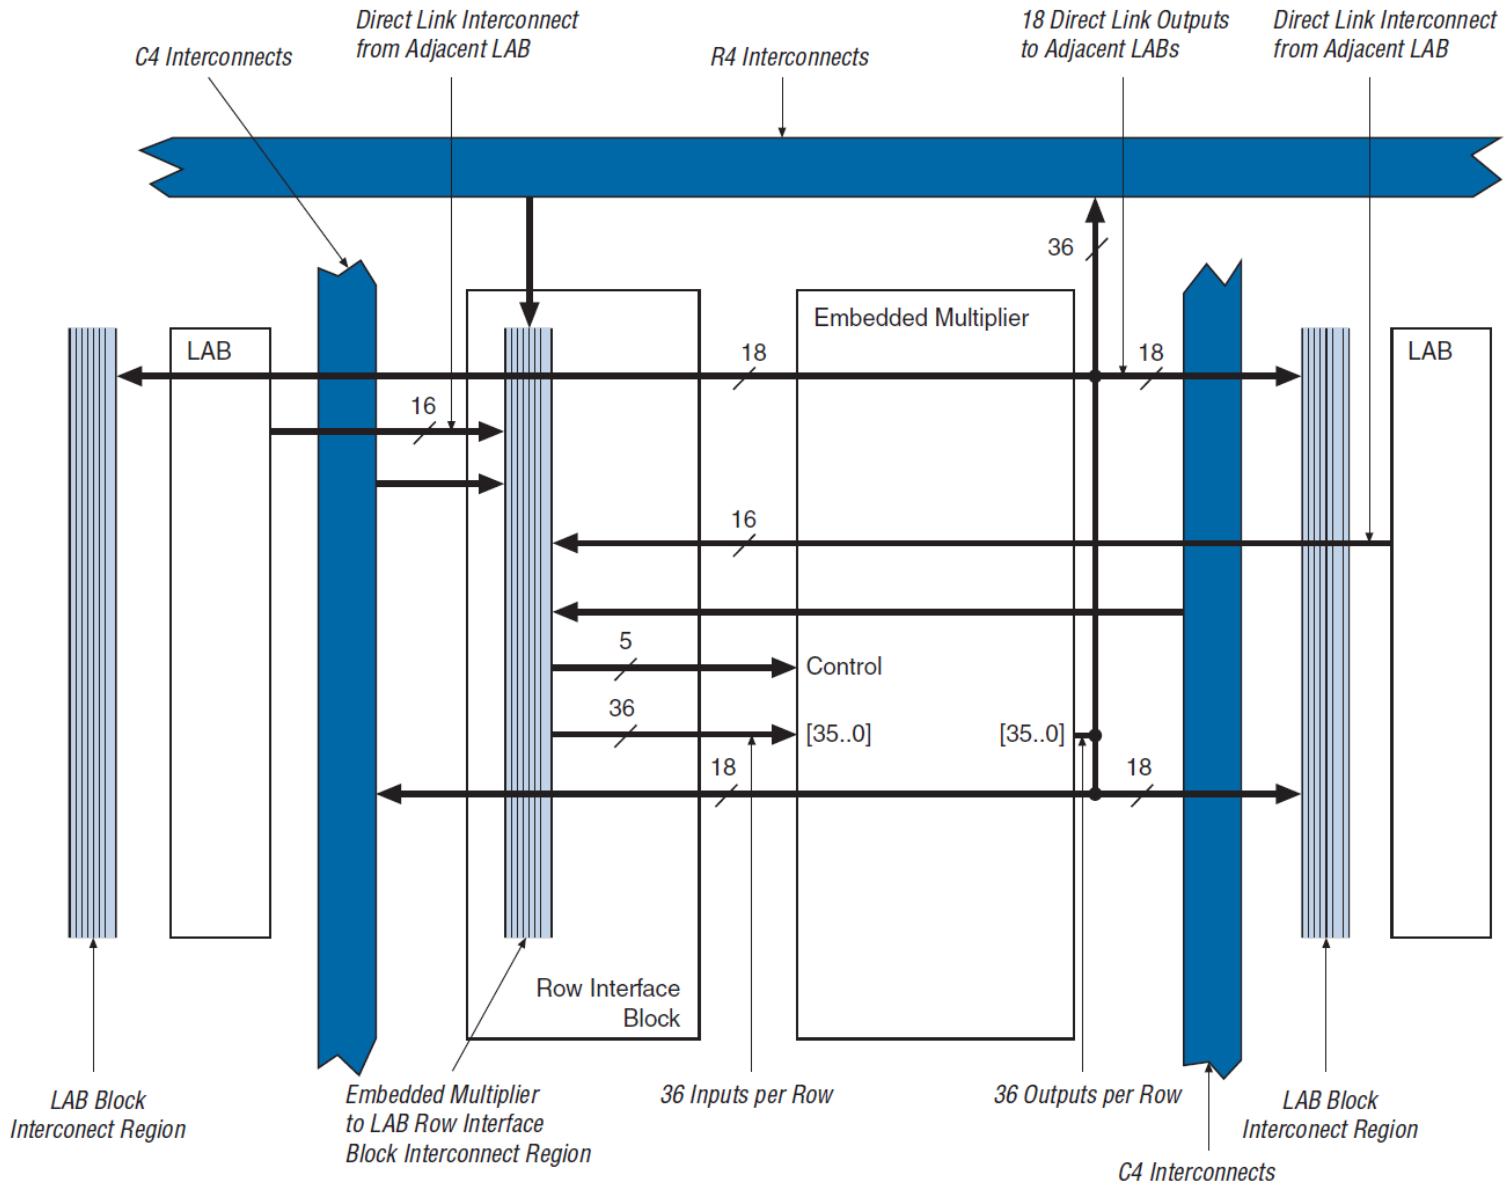 Direct Link Interconnect
from Adjacent LAB
18 Direct Link Outputs
to Adjacent LABs
Direct Link Interconnect
from Adjacent LAB
C4 Interconnects
R4 Interconnects
36
Embedded Multiplier
LAB
18
18
LAB
16
16
5
Control
36
[35..0]
[35..0]
18
18
Row Interface
Block
LAB Block
Interconect Region
Embedded Multiplier
to LAB Row Interface
Block Interconnect Region
36 Inputs per Row
36 Outputs per Row
LAB Block
Interconect Region
C4 Interconnects